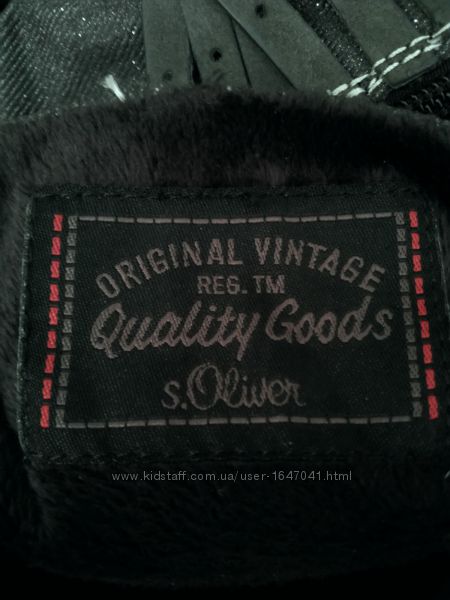 ORIGINAL VINTAGE
REG. TM
Quality Goods
s.Oliver
www.kidstaff.com.ua/user-1647041.html